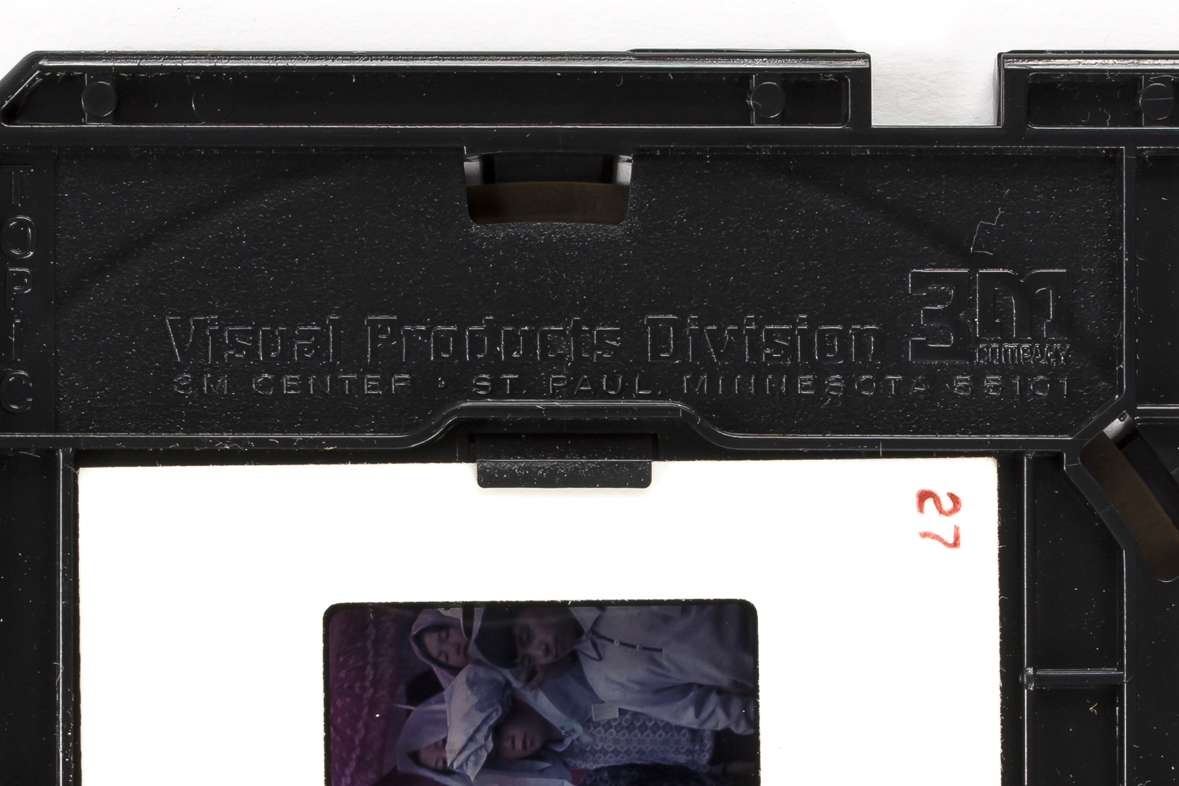 TOPIC
Visual Products Division 3M
COMPANY
3M CENTER · ST. PAUL, MINNESOTA 55101
27